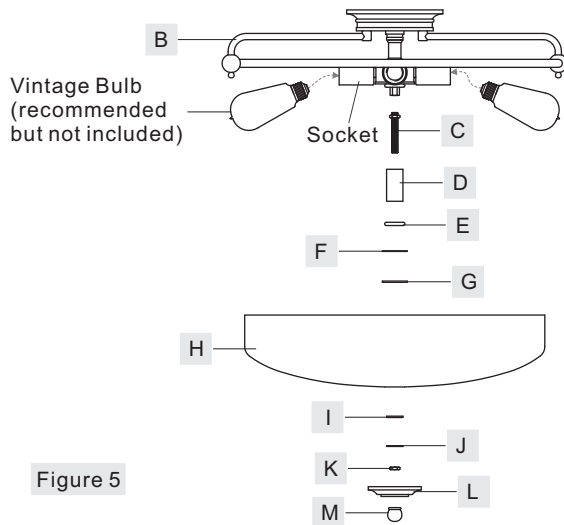 B
Vintage Bulb
(recommended
but not included)
Socket
C
D
E
F
G
H
I
J
K
L
M
Figure 5